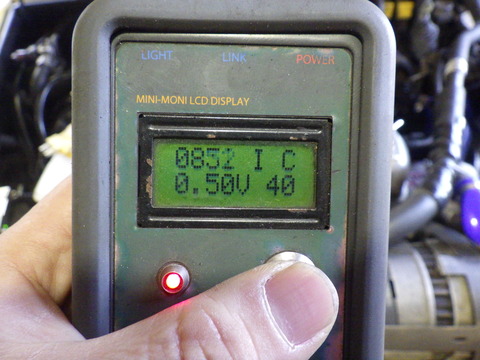 LIGHT LINK POWER
MINI-MONI LCD DISPLAY
0852 I C
0.50V 40